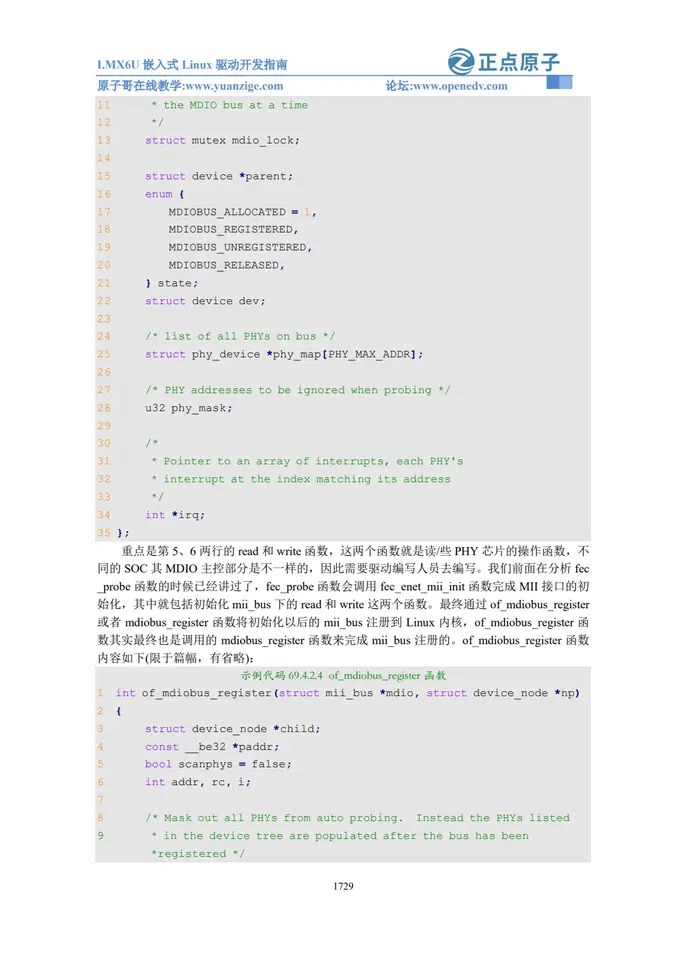 I.MX6U 嵌入式 Linux 驱动开发指南
正点原子
原子哥在线教学:www.yuanzige.com 论坛:www.openedv.com
11 * the MDIO bus at a time
12 */
13 struct mutex mdio_lock;
14
15 struct device *parent;
16 enum {
17 MDIOBUS_ALLOCATED = 1,
18 MDIOBUS_REGISTERED,
19 MDIOBUS_UNREGISTERED,
20 MDIOBUS_RELEASED,
21 } state;
22 struct device dev;
23
24 /* list of all PHYs on bus */
25 struct phy_device *phy_map[PHY_MAX_ADDR];
26
27 /* PHY addresses to be ignored when probing */
28 u32 phy_mask;
29
30 /*
31 * Pointer to an array of interrupts, each PHY's
32 * interrupt at the index matching its address
33 */
34 int *irq;
35 };
重点是第 5、6 两行的 read 和 write 函数，这两个函数就是读/些 PHY 芯片的操作函数，不
同的 SOC 其 MDIO 主控部分是不一样的，因此需要驱动编写人员去编写。我们前面在分析 fec
_probe 函数的时候已经讲过了，fec_probe 函数会调用 fec_enet_mii_init 函数完成 MII 接口的初
始化，其中就包括初始化 mii_bus 下的 read 和 write 这两个函数。最终通过 of_mdiobus_register
或者 mdiobus_register 函数将初始化以后的 mii_bus 注册到 Linux 内核，of_mdiobus_register 函
数其实最终也是调用的 mdiobus_register 函数来完成 mii_bus 注册的。of_mdiobus_register 函数
内容如下(限于篇幅，有省略)：
示例代码 69.4.2.4 of_mdiobus_register 函数
1 int of_mdiobus_register(struct mii_bus *mdio, struct device_node *np)
2 {
3 struct device_node *child;
4 const __be32 *paddr;
5 bool scanphys = false;
6 int addr, rc, i;
7
8 /* Mask out all PHYs from auto probing. Instead the PHYs listed
9 * in the device tree are populated after the bus has been
*registered */
1729